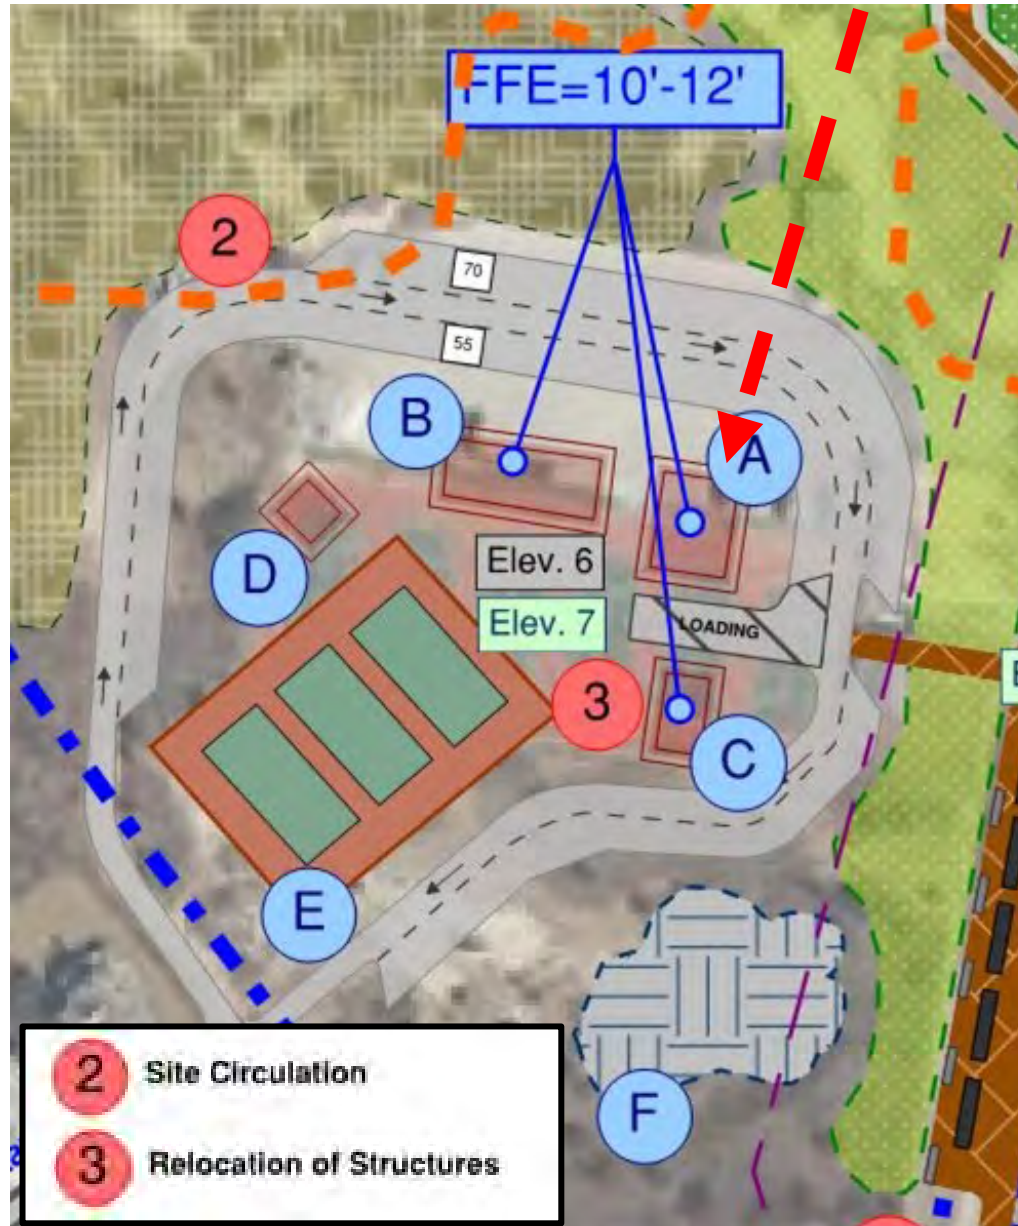 FFE=10'-12'
2
70
55
B
A
D
Elev. 6
Elev. 7
LOADING
3
C
E
F
2 Site Circulation
3 Relocation of Structures